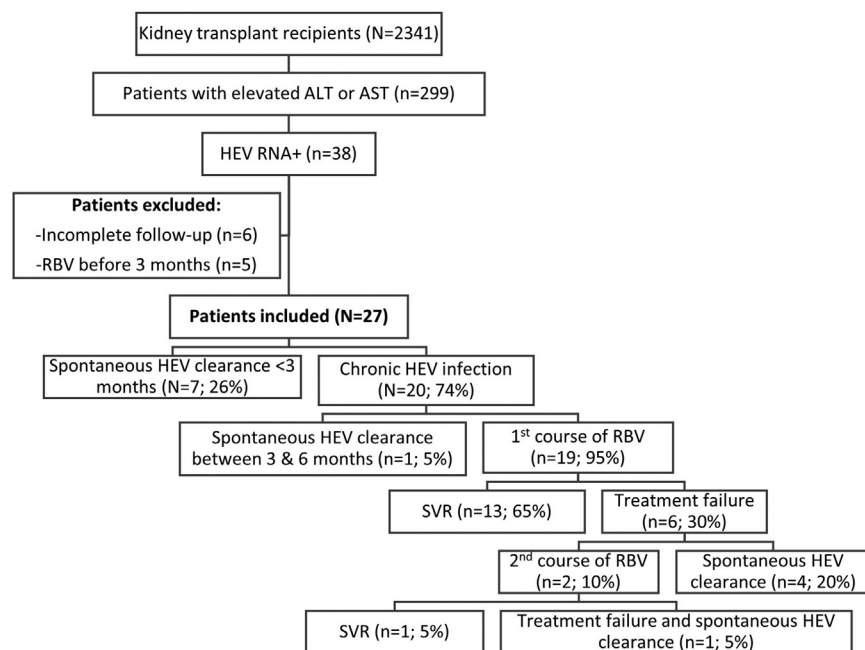 Kidney transplant recipients (N=2341)
Patients with elevated ALT or AST (n=299)
HEV RNA+ (n=38)
Patients excluded:
-Incomplete follow-up (n=6)
-RBV before 3 months (n=5)
Patients included (N=27)
Spontaneous HEV clearance <3
months (N=7; 26%)
Chronic HEV infection
(N=20; 74%)
Spontaneous HEV clearance
between 3 & 6 months (n=1; 5%)
1st course of RBV
(n=19; 95%)
SVR (n=13; 65%)
Treatment failure
(n=6; 30%)
2nd course of RBV
(n=2; 10%)
Spontaneous HEV
clearance (n=4; 20%)
SVR (n=1; 5%)
Treatment failure and spontaneous HEV
clearance (n=1; 5%)